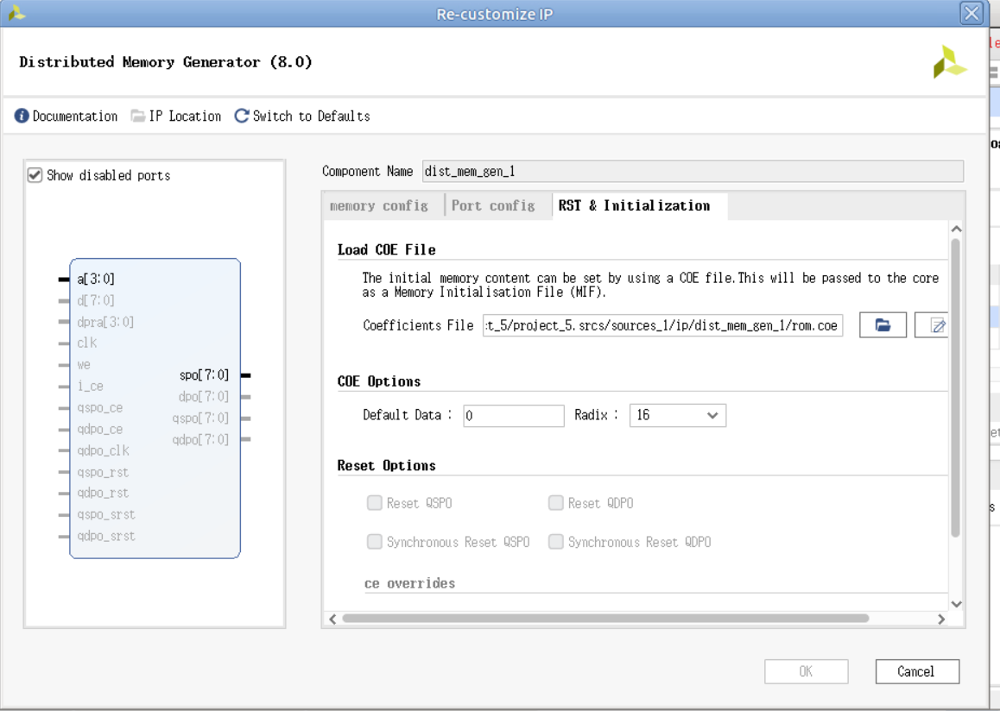 Re-customize IP
Distributed Memory Generator (8.0)
Documentation IP Location Switch to Defaults
Show disabled ports
a[3:0]
d[7:0]
dpra[3:0]
clk
we
i_ce
qspo_ce
qdpo_ce
qdpo_clk
qspo_rst
qdpo_rst
qspo_srst
qdpo_srst
spo[7:0]
dpo[7:0]
qspo[7:0]
qdpo[7:0]
Component Name dist_mem_gen_1
memory config Port config RST & Initialization
Load COE File
The initial memory content can be set by using a COE file.This will be passed to the core
as a Memory Initialisation File (MIF).
Coefficients File :t_5/project_5.srcs/sources_1/ip/dist_mem_gen_1/rom.coe
COE Options
Default Data : 0 Radix : 16
Reset Options
Reset QSPO Reset QDPO
Synchronous Reset QSPO Synchronous Reset QDPO
ce overrides
OK Cancel